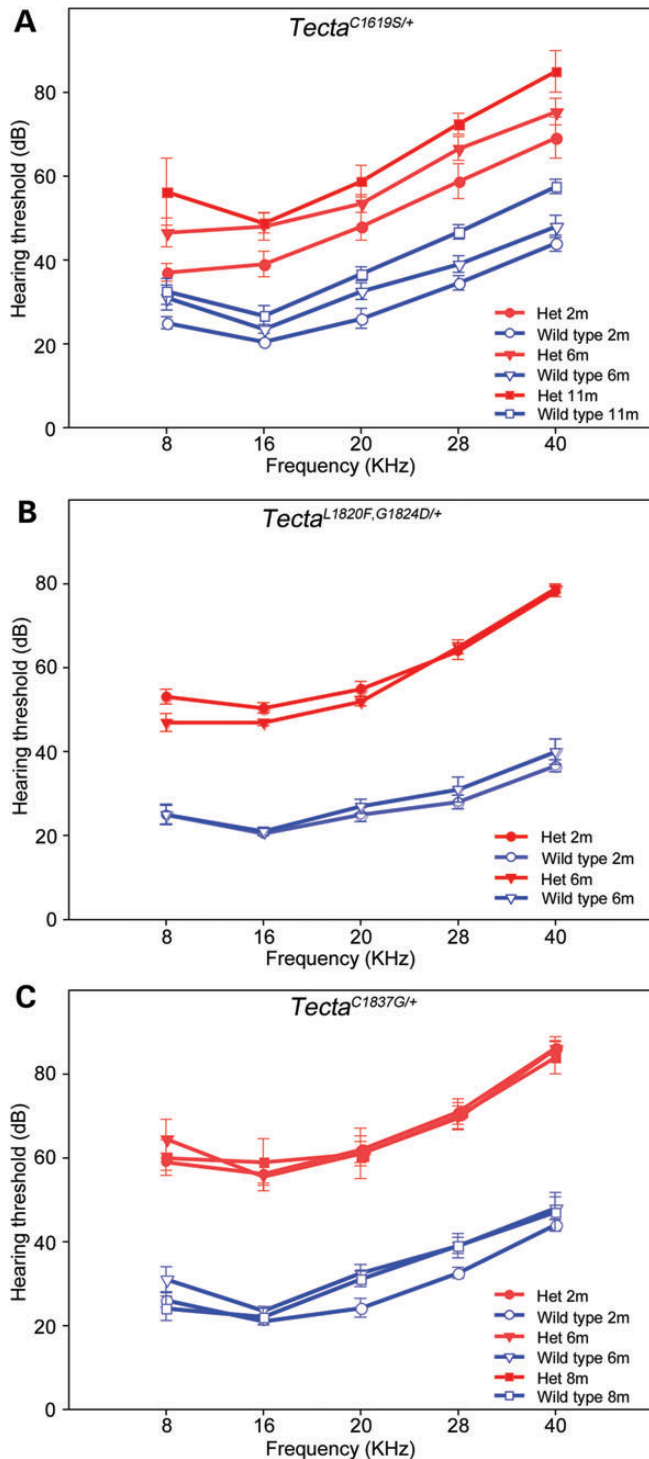 A
Tecta^C1619S/+
Hearing threshold (dB)
80
60
40
20
0
Het 2m
Wild type 2m
Het 6m
Wild type 6m
Het 11m
Wild type 11m
8 16 20 28 40
Frequency (KHz)
B
Tecta^L1820F,G1824D/+
Hearing threshold (dB)
80
60
40
20
0
Het 2m
Wild type 2m
Het 6m
Wild type 6m
8 16 20 28 40
Frequency (KHz)
C
Tecta^C1837G/+
Hearing threshold (dB)
80
60
40
20
0
Het 2m
Wild type 2m
Het 6m
Wild type 6m
Het 8m
Wild type 8m
8 16 20 28 40
Frequency (KHz)